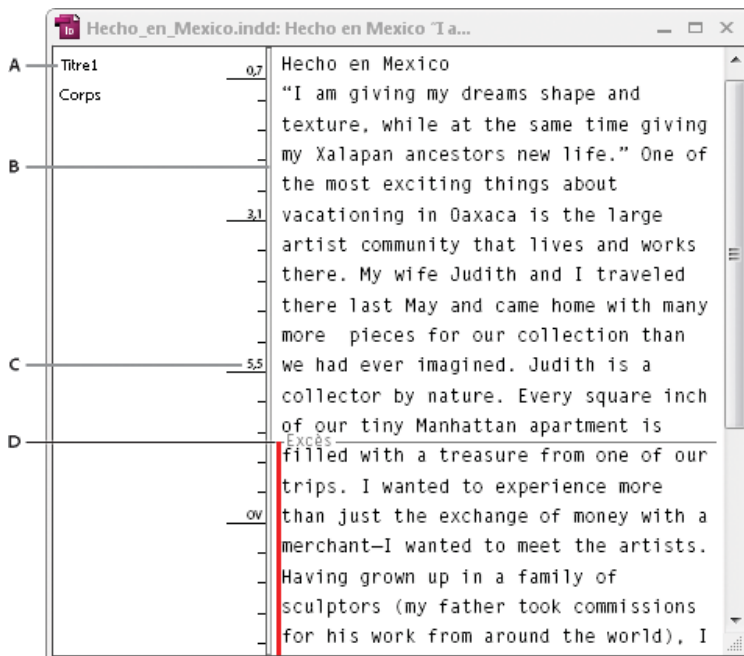 Hecho_en_Mexico.indd: Hecho en Mexico "I a...
A
Titre1
0,7
Hecho en Mexico
Corps
“I am giving my dreams shape and
texture, while at the same time giving
B
my Xalapan ancestors new life.” One of
the most exciting things about
3,1
vacationing in Oaxaca is the large
artist community that lives and works
there. My wife Judith and I traveled
there last May and came home with many
more  pieces for our collection than
C
5,5
we had ever imagined. Judith is a
collector by nature. Every square inch
of our tiny Manhattan apartment is
D
Excès
filled with a treasure from one of our
trips. I wanted to experience more
OV
than just the exchange of money with a
merchant—I wanted to meet the artists.
Having grown up in a family of
sculptors (my father took commissions
for his work from around the world), I